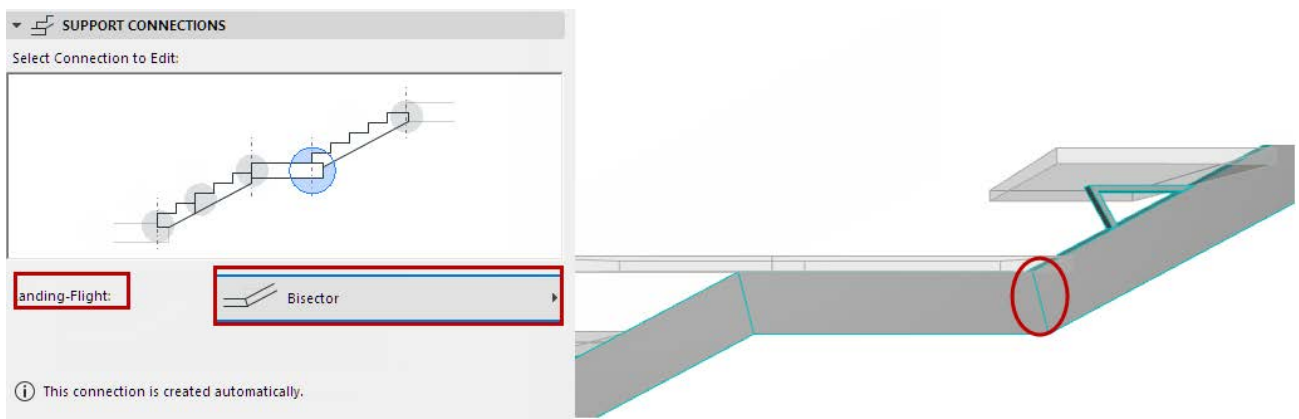 SUPPORT CONNECTIONS
Select Connection to Edit:
anding-Flight:
Bisector
This connection is created automatically.